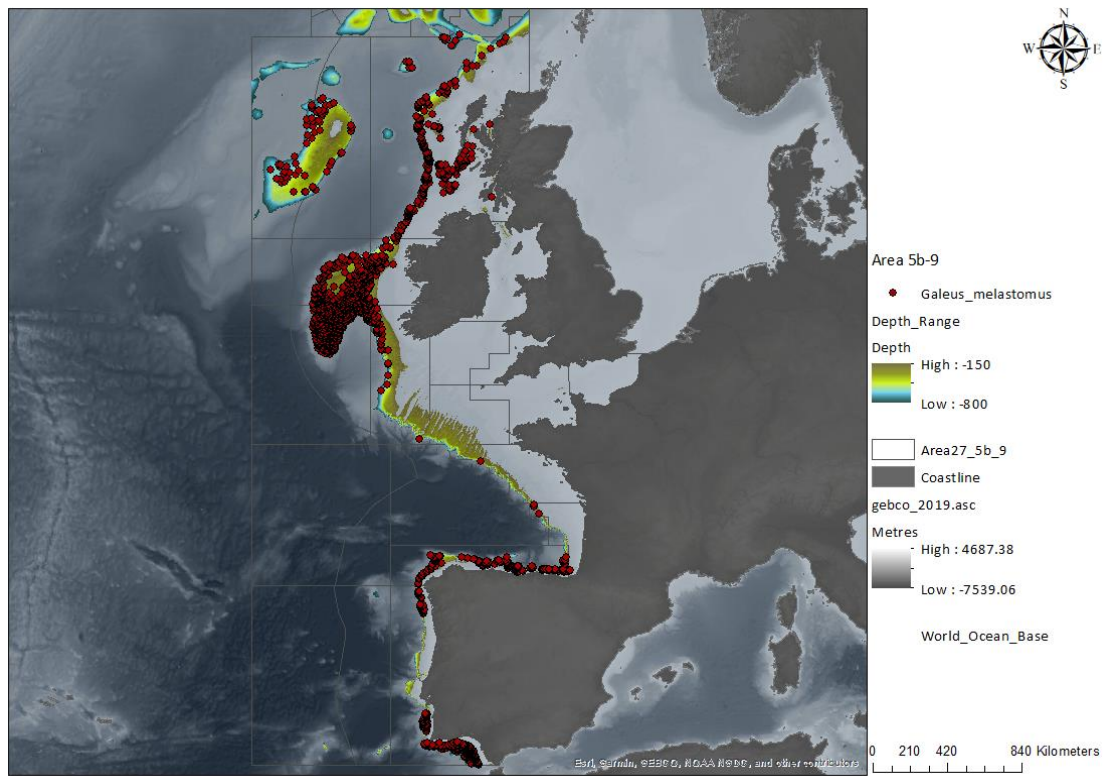 N
W E
S
Area 5b-9
Galeus_melastomus
Depth_Range
Depth
High : -150
Low : -800
Area27_5b_9
Coastline
gebco_2019.asc
Metres
High : 4687.38
Low : -7539.06
World_Ocean_Base
0 210 420 840 Kilometers
Esri, Garmin, GEBCO, NOAA NGDC, and other contributors